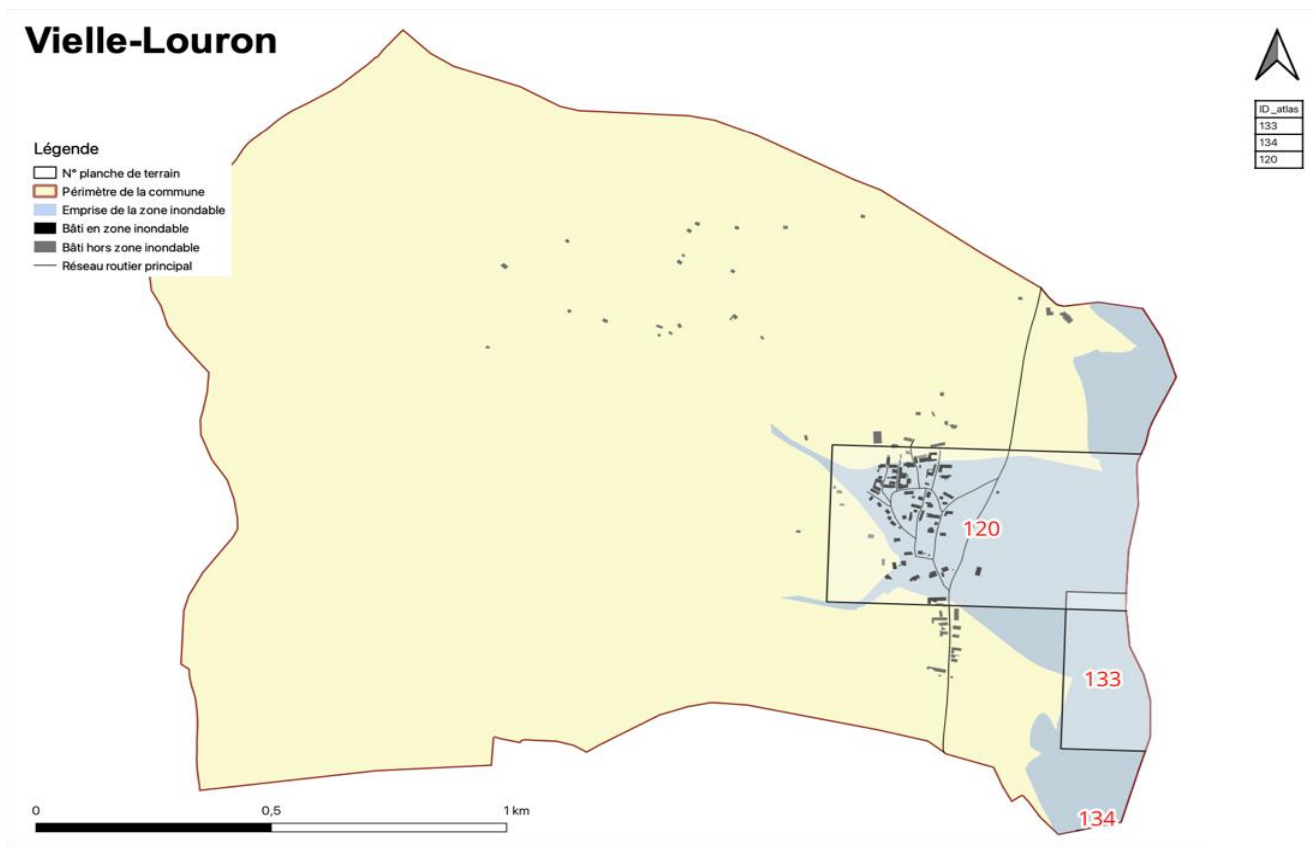 Vielle-Louron
ID_atlas
133
134
120
Légende
N° planche de terrain
Périmètre de la commune
Emprise de la zone inondable
Bâti en zone inondable
Bâti hors zone inondable
Réseau routier principal
120
133
134
0 0,5 1 km